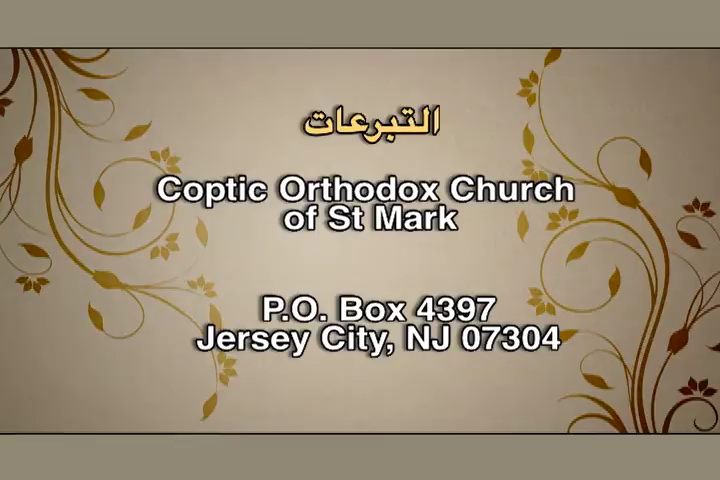 التبرعات
Coptic Orthodox Church
of St Mark
P.O. Box 4397
Jersey City, NJ 07304